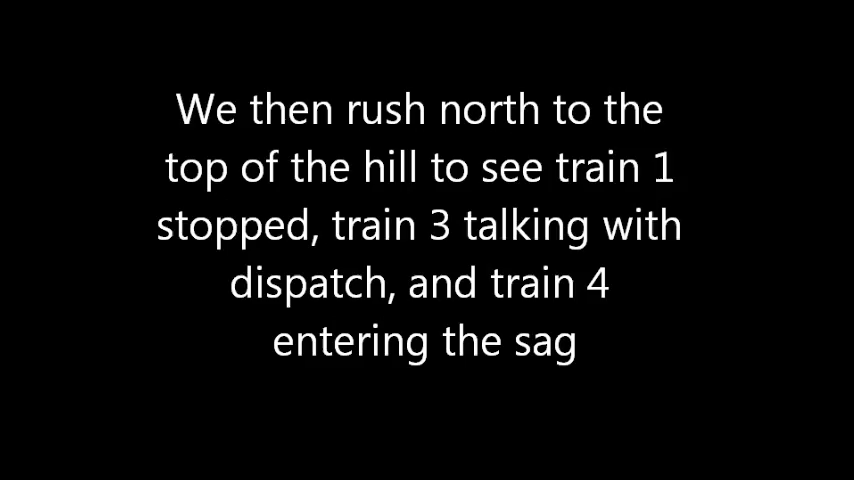 We then rush north to the
top of the hill to see train 1
stopped, train 3 talking with
dispatch, and train 4
entering the sag